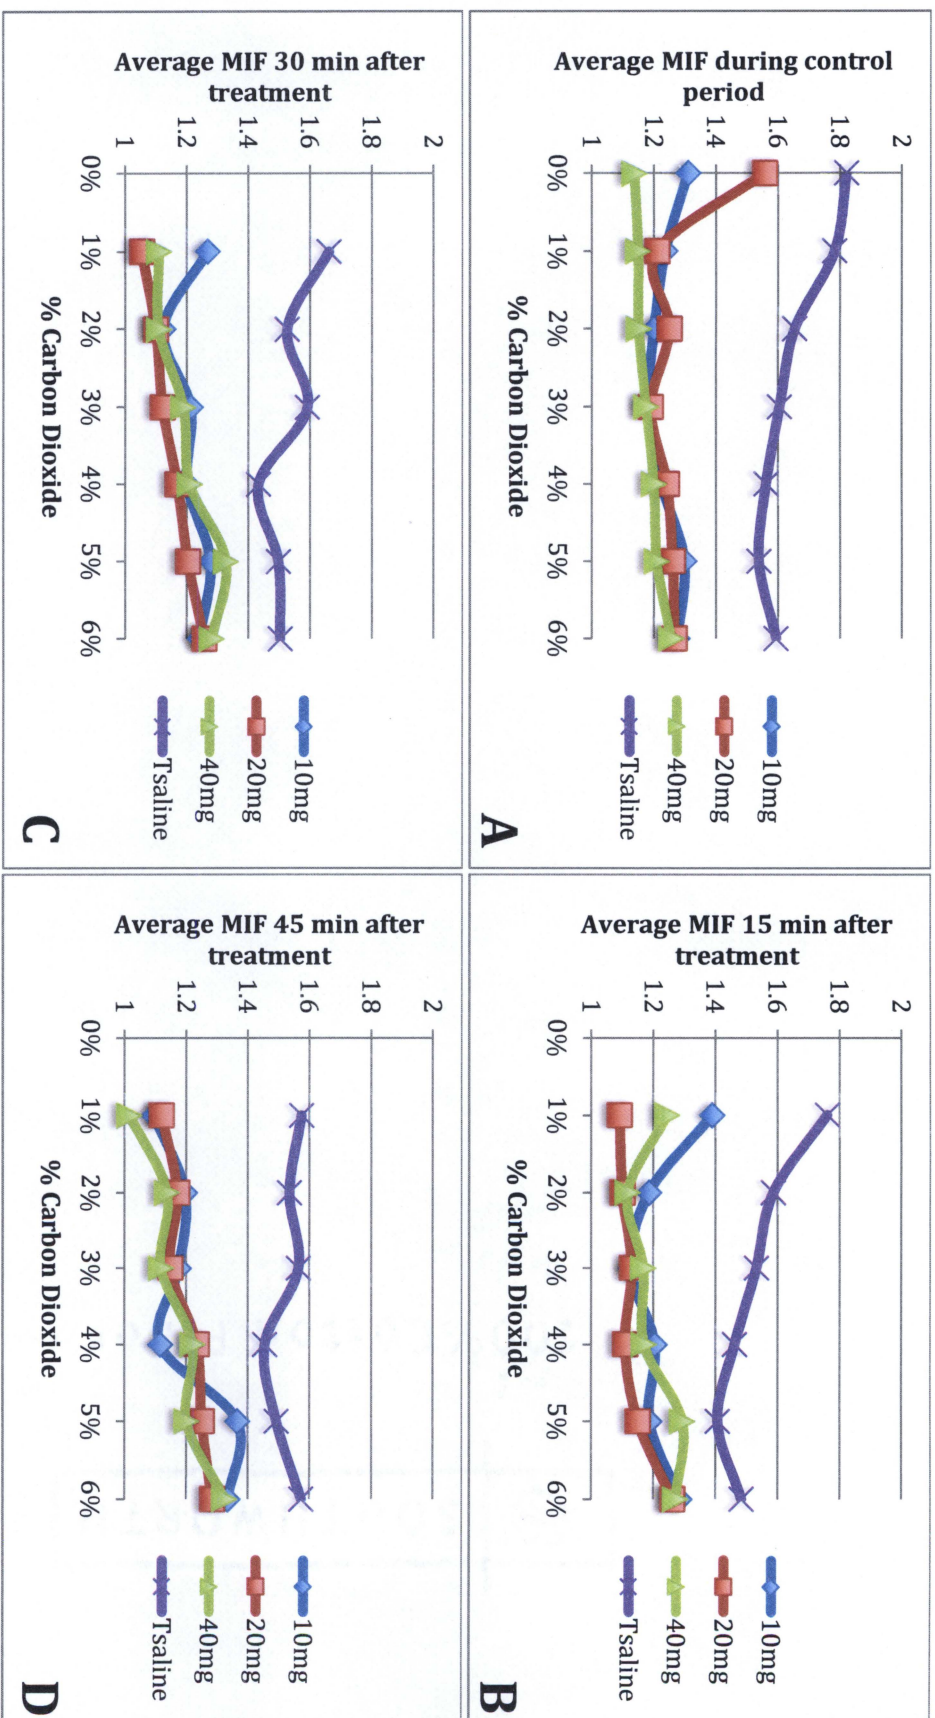 Average MIF during control
period
2
1.8
1.6
1.4
1.2
1
0% 1% 2% 3% 4% 5% 6%
% Carbon Dioxide
10mg
20mg
40mg
Tsaline
A
Average MIF 15 min after
treatment
2
1.8
1.6
1.4
1.2
1
0% 1% 2% 3% 4% 5% 6%
% Carbon Dioxide
10mg
20mg
40mg
Tsaline
B
Average MIF 30 min after
treatment
2
1.8
1.6
1.4
1.2
1
0% 1% 2% 3% 4% 5% 6%
% Carbon Dioxide
10mg
20mg
40mg
Tsaline
C
Average MIF 45 min after
treatment
2
1.8
1.6
1.4
1.2
1
0% 1% 2% 3% 4% 5% 6%
% Carbon Dioxide
10mg
20mg
40mg
Tsaline
D